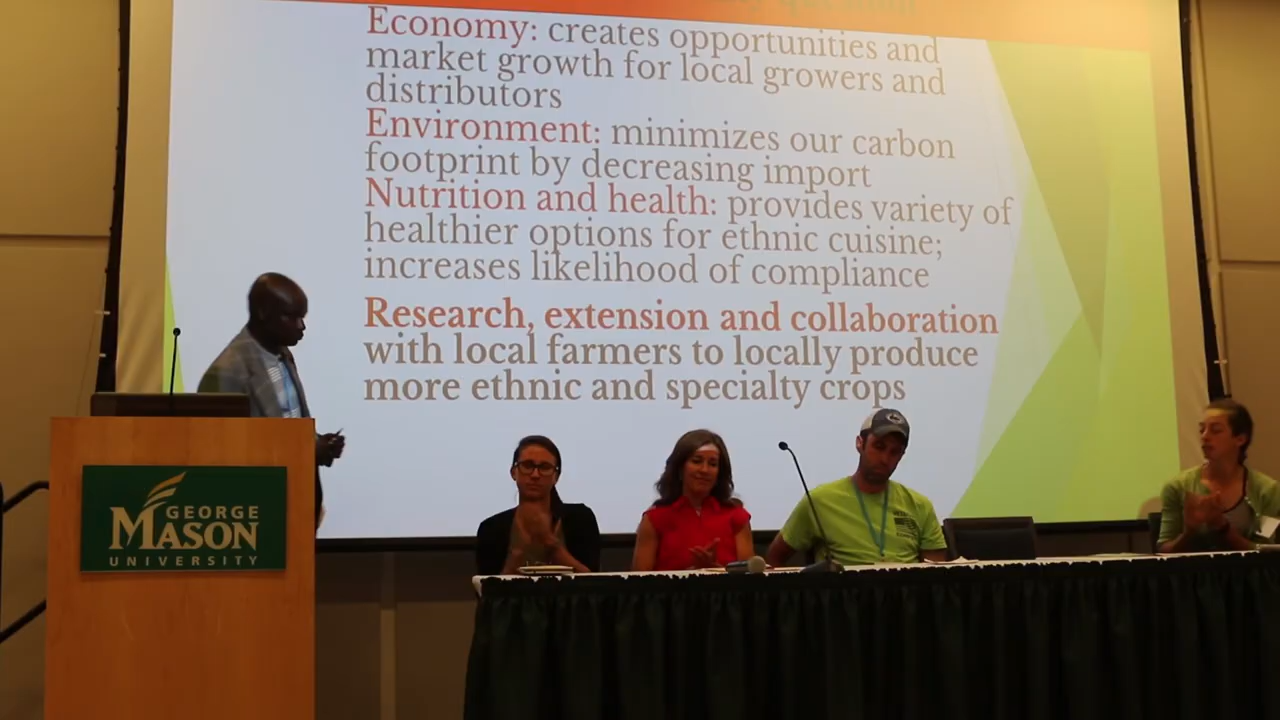 Economy: creates opportunities and
market growth for local growers and
distributors
Environment: minimizes our carbon
footprint by decreasing import
Nutrition and health: provides variety of
healthier options for ethnic cuisine;
increases likelihood of compliance
Research, extension and collaboration
with local farmers to locally produce
more ethnic and specialty crops
GEORGE
MASON
UNIVERSITY